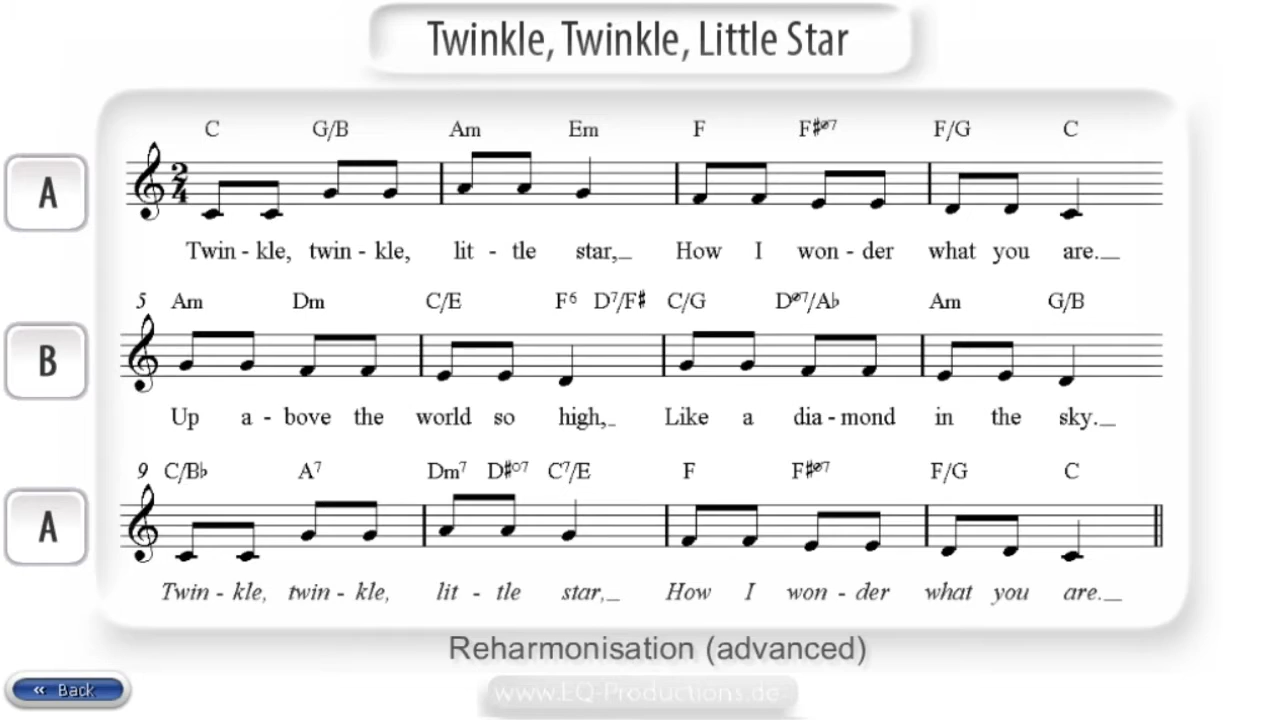 Twinkle, Twinkle, Little Star
C G/B Am Em F F♯ø7 F/G C
A
2 4
Twin - kle, twin - kle, lit - tle star,_ How I won - der what you are._
5 Am Dm C/E F6 D7/F♯ C/G Dø7/A♭ Am G/B
B
Up a - bove the world so high,_ Like a dia - mond in the sky._
9 C/B♭ A7 Dm7 D♯o7 C7/E F F♯ø7 F/G C
A
Twin - kle, twin - kle, lit - tle star,_ How I won - der what you are._
Reharmonisation (advanced)
« Back
www.EQ-Productions.de